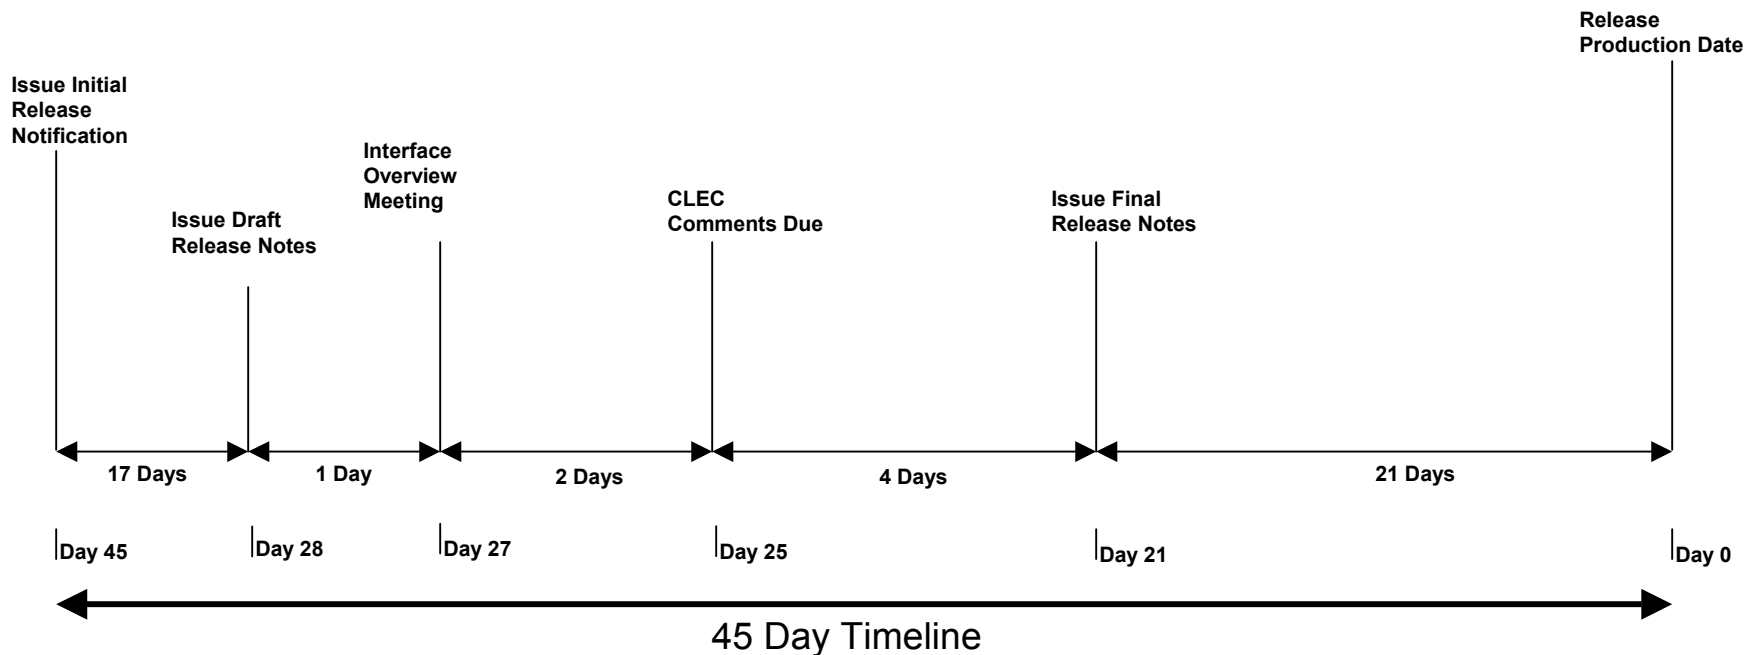 Release
Production Date
Issue Initial
Release
Notification
Interface
Overview
Meeting
CLEC
Comments Due
Issue Final
Release Notes
Issue Draft
Release Notes
17 Days
1 Day
2 Days
4 Days
21 Days
Day 45
Day 28
Day 27
Day 25
Day 21
Day 0
45 Day Timeline